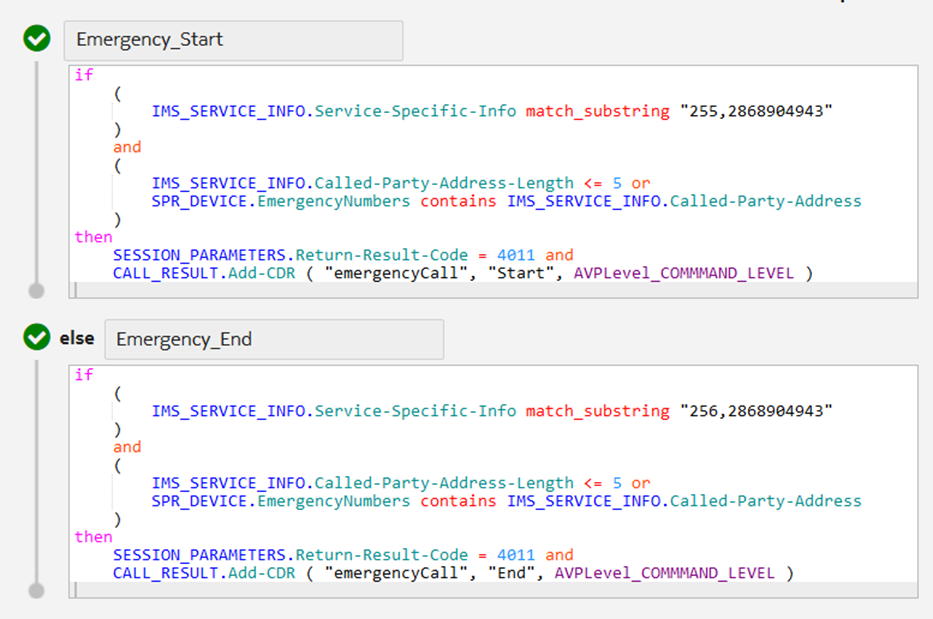 Emergency_Start
if
(
IMS_SERVICE_INFO.Service-Specific-Info match_substring "255,2868904943"
)
and
(
IMS_SERVICE_INFO.Called-Party-Address-Length <= 5 or
SPR_DEVICE.EmergencyNumbers contains IMS_SERVICE_INFO.Called-Party-Address
)
then
SESSION_PARAMETERS.Return-Result-Code = 4011 and
CALL_RESULT.Add-CDR ( "emergencyCall", "Start", AVPLevel_COMMMAND_LEVEL )
else Emergency_End
if
(
IMS_SERVICE_INFO.Service-Specific-Info match_substring "256,2868904943"
)
and
(
IMS_SERVICE_INFO.Called-Party-Address-Length <= 5 or
SPR_DEVICE.EmergencyNumbers contains IMS_SERVICE_INFO.Called-Party-Address
)
then
SESSION_PARAMETERS.Return-Result-Code = 4011 and
CALL_RESULT.Add-CDR ( "emergencyCall", "End", AVPLevel_COMMMAND_LEVEL )